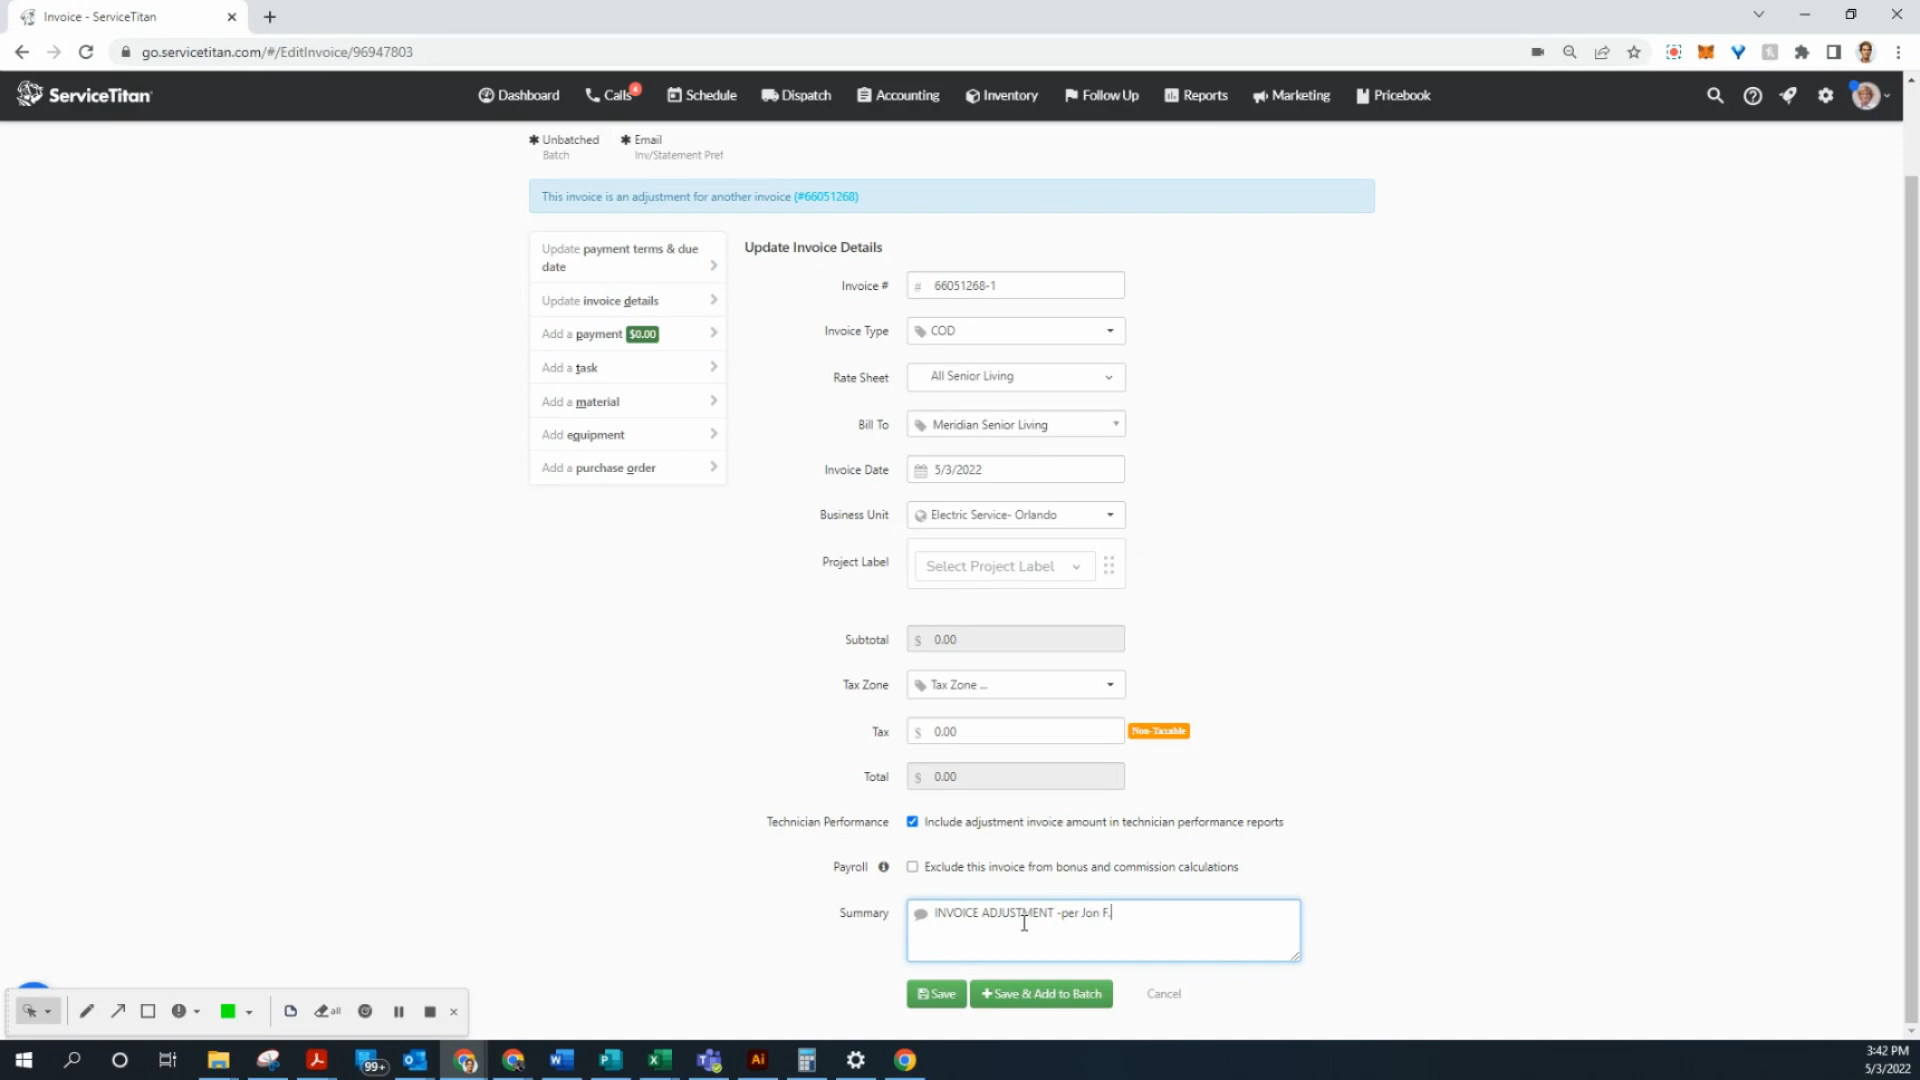 Invoice - ServiceTitan
go.servicetitan.com/#/EditInvoice/96947803
ServiceTitan
Dashboard
Calls
4
Schedule
Dispatch
Accounting
Inventory
Follow Up
Reports
Marketing
Pricebook
Unbatched
Batch
Email
Inv/Statement Pref
This invoice is an adjustment for another invoice (#66051268)
Update payment terms & due
date
Update invoice details
Add a payment $0.00
Add a task
Add a material
Add equipment
Add a purchase order
Update Invoice Details
Invoice # # 66051268-1
Invoice Type COD
Rate Sheet All Senior Living
Bill To Meridian Senior Living
Invoice Date 5/3/2022
Business Unit Electric Service- Orlando
Project Label Select Project Label
Subtotal $ 0.00
Tax Zone Tax Zone ...
Tax $ 0.00 Non-Taxable
Total $ 0.00
Technician Performance Include adjustment invoice amount in technician performance reports
Payroll Exclude this invoice from bonus and commission calculations
Summary INVOICE ADJUSTMENT -per Jon F.
Save
+ Save & Add to Batch
Cancel
all
99+
Ai
3:42 PM
5/3/2022